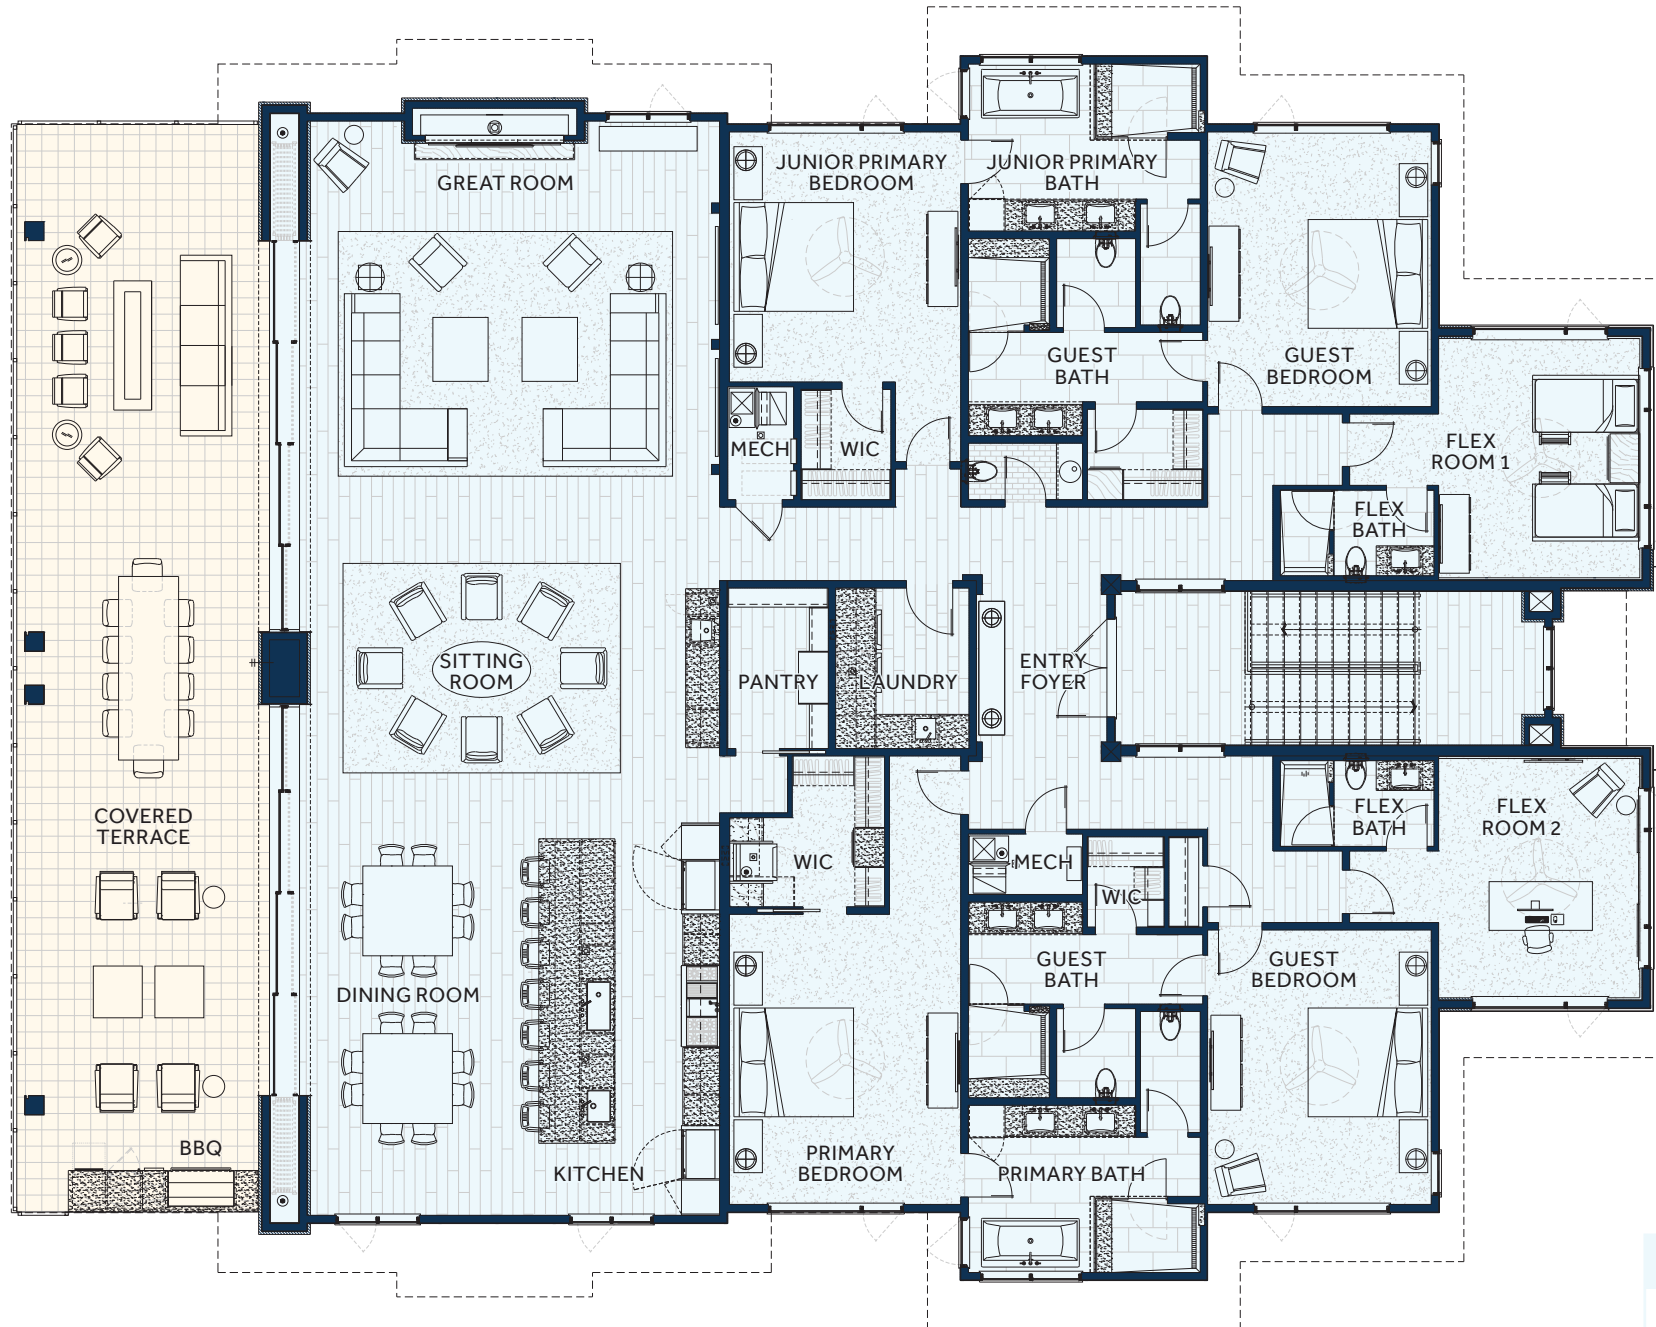 GREAT ROOM
JUNIOR PRIMARY
BEDROOM
JUNIOR PRIMARY
BATH
GUEST
BATH
GUEST
BEDROOM
MECH
WIC
FLEX
ROOM 1
FLEX
BATH
SITTING
ROOM
PANTRY
LAUNDRY
ENTRY
FOYER
COVERED
TERRACE
WIC
MECH
WIC
FLEX
BATH
FLEX
ROOM 2
DINING ROOM
GUEST
BATH
GUEST
BEDROOM
BBQ
KITCHEN
PRIMARY
BEDROOM
PRIMARY BATH